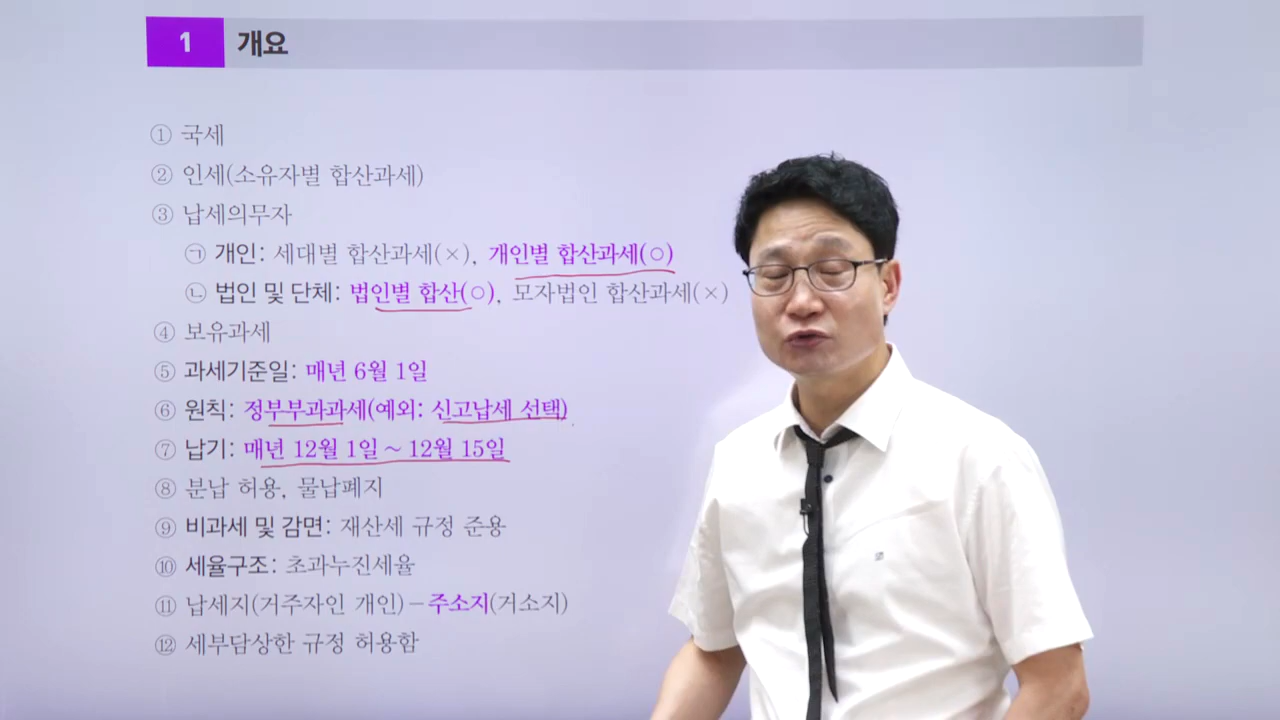 1 개요
① 국세
② 인세(소유자별 합산과세)
③ 납세의무자
㉠ 개인: 세대별 합산과세(×), 개인별 합산과세(○)
㉡ 법인 및 단체: 법인별 합산(○), 모자법인 합산과세(×)
④ 보유과세
⑤ 과세기준일: 매년 6월 1일
⑥ 원칙: 정부부과과세(예외: 신고납세 선택)
⑦ 납기: 매년 12월 1일 ~ 12월 15일
⑧ 분납 허용, 물납폐지
⑨ 비과세 및 감면: 재산세 규정 준용
⑩ 세율구조: 초과누진세율
⑪ 납세지(거주자인 개인) – 주소지(거소지)
⑫ 세부담상한 규정 허용함